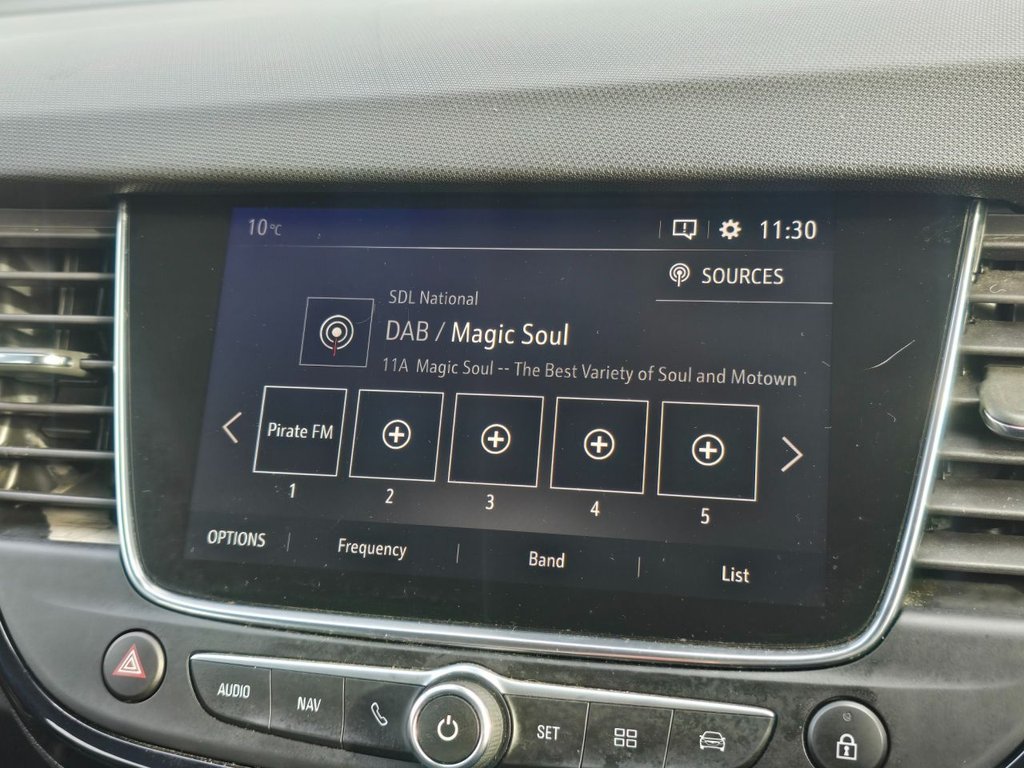 10°C 11:30
SOURCES
SDL National
DAB / Magic Soul
11A Magic Soul -- The Best Variety of Soul and Motown
Pirate FM
1 2 3 4 5
OPTIONS Frequency Band List
AUDIO NAV SET